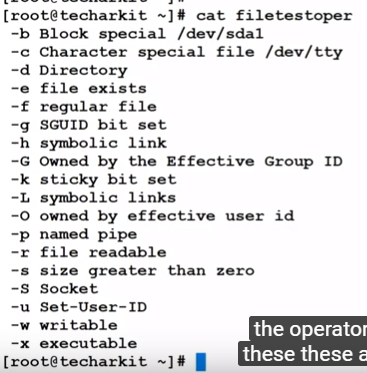 [root@techarkit ~]# cat filetestoper
-b Block special /dev/sda1
-c Character special file /dev/tty
-d Directory
-e file exists
-f regular file
-g SGUID bit set
-h symbolic link
-G Owned by the Effective Group ID
-k sticky bit set
-L symbolic links
-O owned by effective user id
-p named pipe
-r file readable
-s size greater than zero
-S Socket
-u Set-User-ID
-w writable
-x executable
[root@techarkit ~]#
the operator
these these a